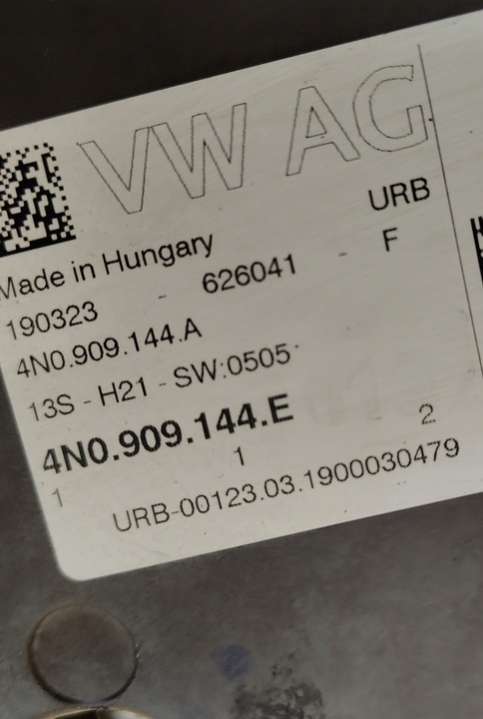 VW AG
URB
Made in Hungary
190323 - 626041 - F
4N0.909.144.A
13S - H21 - SW:0505
4N0.909.144.E
1 1 2
URB-00123.03.1900030479